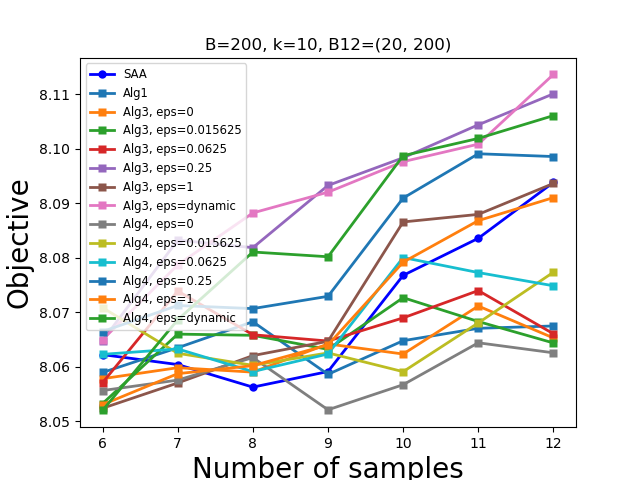 B=200, k=10, B12=(20, 200)
SAA
Alg1
Alg3, eps=0
Alg3, eps=0.015625
Alg3, eps=0.0625
Alg3, eps=0.25
Alg3, eps=1
Alg3, eps=dynamic
Alg4, eps=0
Alg4, eps=0.015625
Alg4, eps=0.0625
Alg4, eps=0.25
Alg4, eps=1
Alg4, eps=dynamic
Objective
8.11
8.10
8.09
8.08
8.07
8.06
8.05
6 7 8 9 10 11 12
Number of samples